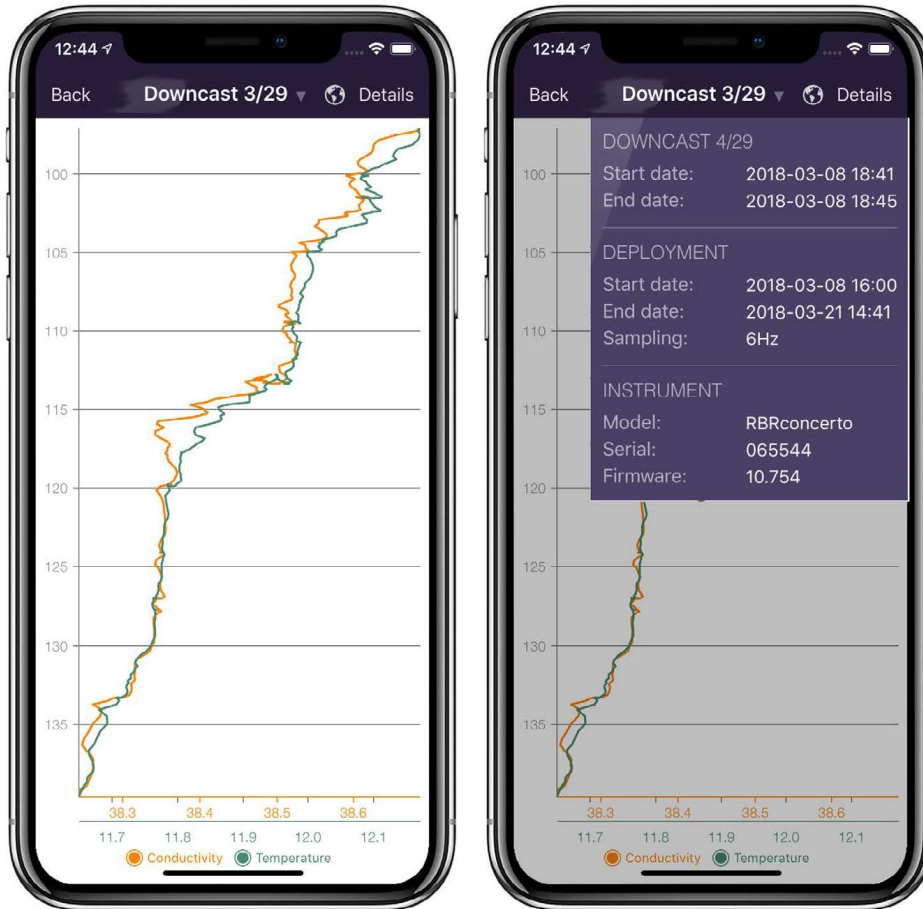 12:44
Back Downcast 3/29 Details
100
105
110
115
120
125
130
135
38.3 38.4 38.5 38.6
11.7 11.8 11.9 12.0 12.1
Conductivity Temperature
12:44
Back Downcast 3/29 Details
DOWNCAST 4/29
Start date: 2018-03-08 18:41
End date: 2018-03-08 18:45
DEPLOYMENT
Start date: 2018-03-08 16:00
End date: 2018-03-21 14:41
Sampling: 6Hz
INSTRUMENT
Model: RBRconcerto
Serial: 065544
Firmware: 10.754
100
105
110
115
120
125
130
135
38.3 38.4 38.5 38.6
11.7 11.8 11.9 12.0 12.1
Conductivity Temperature